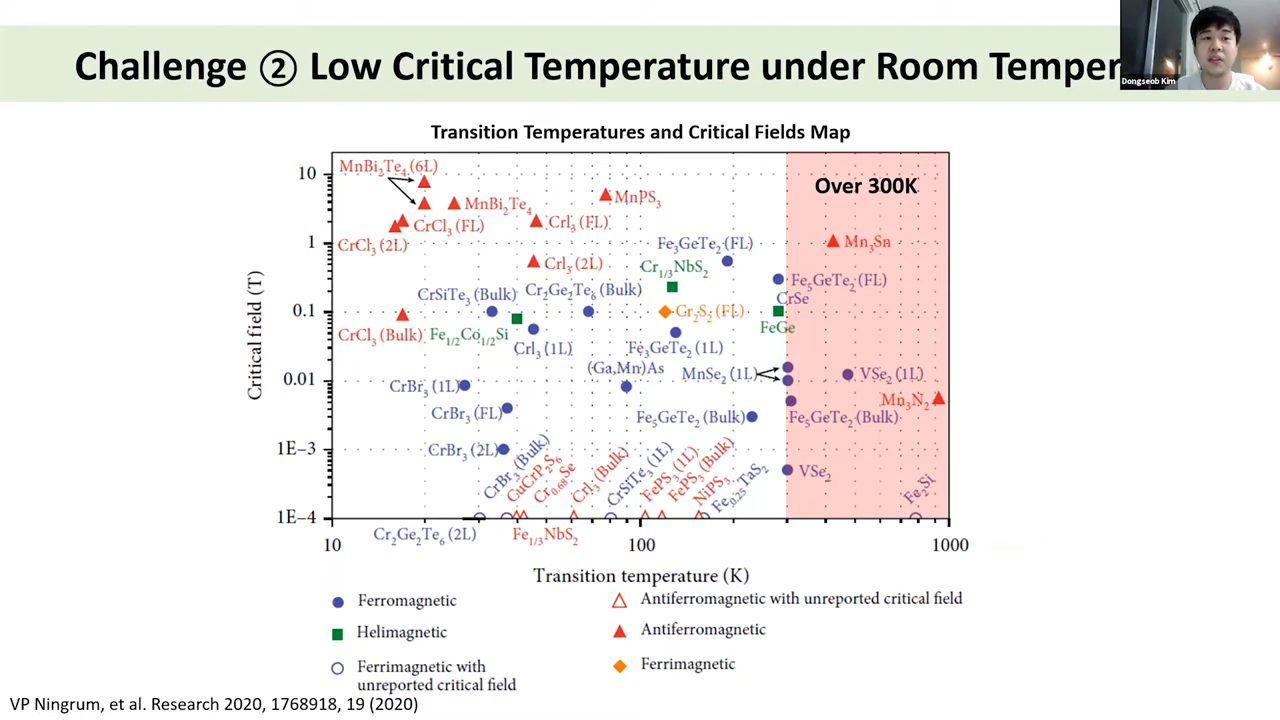 Challenge ② Low Critical Temperature under Room Temper
Dongseob Kim
Transition Temperatures and Critical Fields Map
Over 300K
MnBi₂Te₄ (6L)
MnBi₂Te₄
MnPS₃
CrCl₃ (FL)
CrI₃ (FL)
CrCl₃ (2L)
Fe₃GeTe₂ (FL)
Mn₃Sn
CrI₃ (2L)
Cr₁/₃NbS₂
Fe₅GeTe₂ (FL)
CrSiTe₃ (Bulk)
Cr₂Ge₂Te₆ (Bulk)
CrSe
Gr₂S₂ (FL)
CrCl₃ (Bulk)
Fe₁/₂Co₁/₂Si
FeGe
CrI₃ (1L)
Fe₃GeTe₂ (1L)
(Ga,Mn)As
MnSe₂ (1L)
VSe₂ (1L)
CrBr₃ (1L)
Mn₃N₂
CrBr₃ (FL)
Fe₅GeTe₂ (Bulk)
Fe₅GeTe₂ (Bulk)
CrBr₃ (2L)
VSe₂
CrBr₃ (Bulk)
CuCrP₂S₆
Cr₀.₆₈Se
CrI₃ (Bulk)
CrSiTe₃ (1L)
FePS₃ (1L)
FePS₃ (Bulk)
NiPS₃
Fe₀.₂₅TaS₂
Fe₂Si
Cr₂Ge₂Te₆ (2L)
Fe₁/₃NbS₂
Critical field (T)
10
1
0.1
0.01
1E−3
1E−4
10
100
1000
Transition temperature (K)
Ferromagnetic
Helimagnetic
Ferrimagnetic with
unreported critical field
Antiferromagnetic with unreported critical field
Antiferromagnetic
Ferrimagnetic
VP Ningrum, et al. Research 2020, 1768918, 19 (2020)